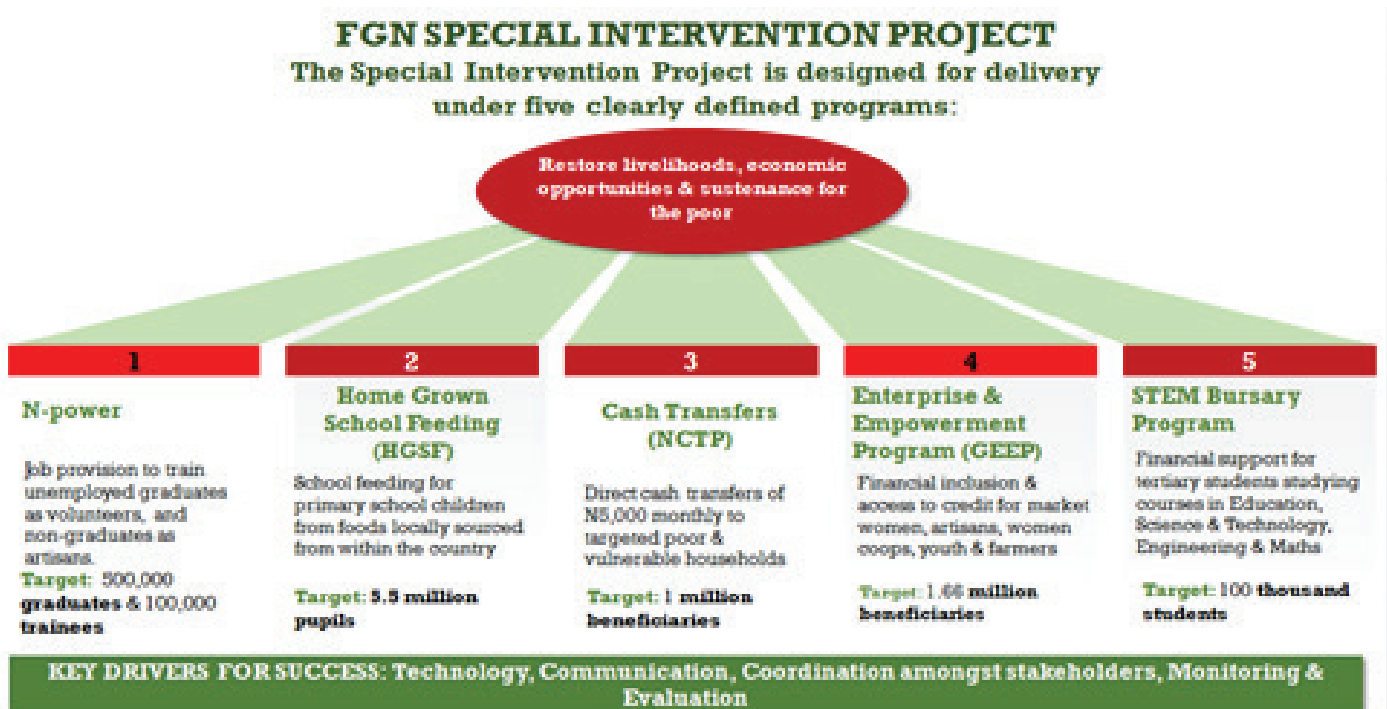 FGN SPECIAL INTERVENTION PROJECT
The Special Intervention Project is designed for delivery
under five clearly defined programs:
Restore livelihoods, economic
opportunities & sustenance for
the poor
1
N-power
Job provision to train
unemployed graduates
as volunteers, and
non-graduates as
artisans.
Target: 500,000
graduates & 100,000
trainees
2
Home Grown
School Feeding
(HGSF)
School feeding for
primary school children
from foods locally sourced
from within the country
Target: 5.5 million
pupils
3
Cash Transfers
(NCTP)
Direct cash transfers of
N5,000 monthly to
targeted poor &
vulnerable households
Target: 1 million
beneficiaries
4
Enterprise &
Empowerment
Program (GEEP)
Financial inclusion &
access to credit for market
women, artisans, women
coops, youth & farmers
Target: 1.66 million
beneficiaries
5
STEM Bursary
Program
Financial support for
tertiary students studying
courses in Education,
Science & Technology,
Engineering & Maths
Target: 100 thousand
students
KEY DRIVERS FOR SUCCESS: Technology, Communication, Coordination amongst stakeholders, Monitoring &
Evaluation